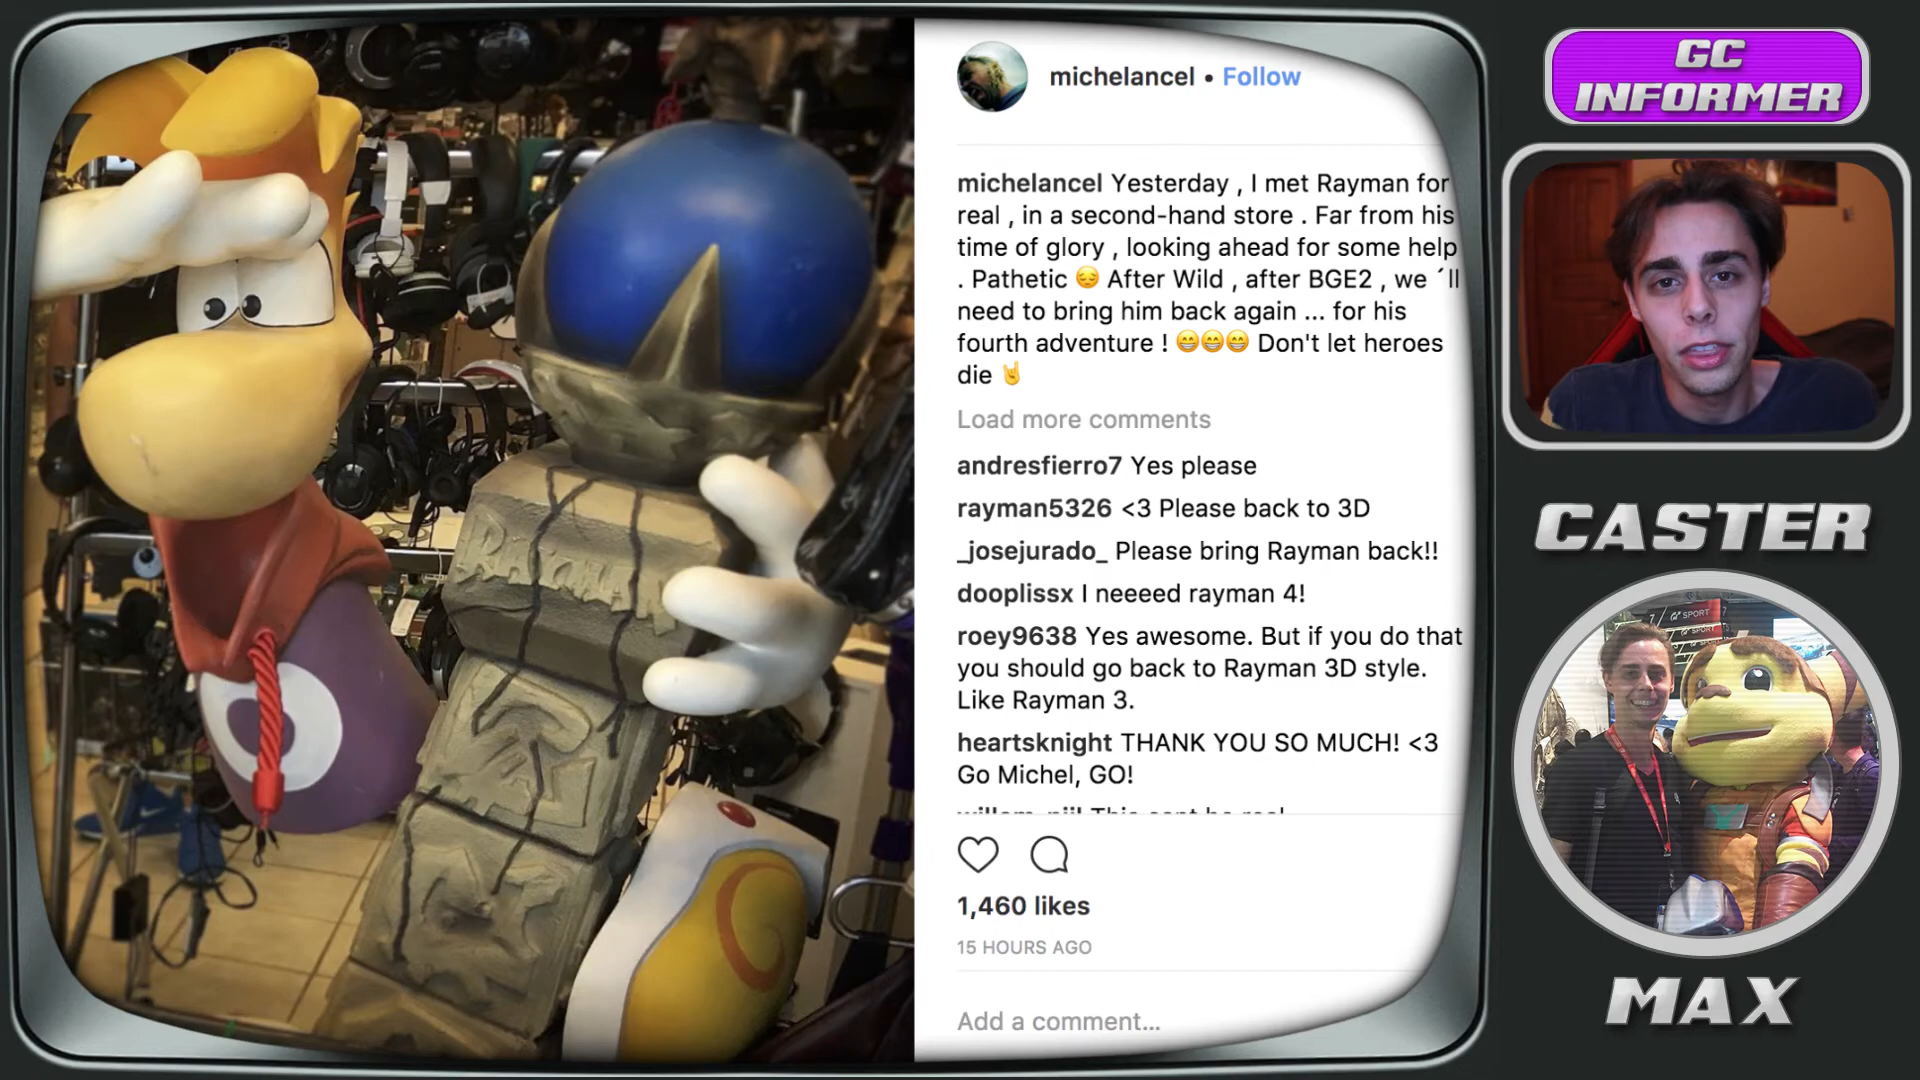 michelancel • Follow
michelancel Yesterday , I met Rayman for
real , in a second-hand store . Far from his
time of glory , looking ahead for some help
. Pathetic 😔 After Wild , after BGE2 , we ´ll
need to bring him back again ... for his
fourth adventure ! 😁😁😁 Don't let heroes
die 🤘
Load more comments
andresfierro7 Yes please
rayman5326 <3 Please back to 3D
_josejurado_ Please bring Rayman back!!
dooplissx I neeeed rayman 4!
roey9638 Yes awesome. But if you do that
you should go back to Rayman 3D style.
Like Rayman 3.
heartsknight THANK YOU SO MUCH! <3
Go Michel, GO!
1,460 likes
15 HOURS AGO
Add a comment...
RAYMAN
GC
INFORMER
CASTER
SPORT
SPORT
MAX